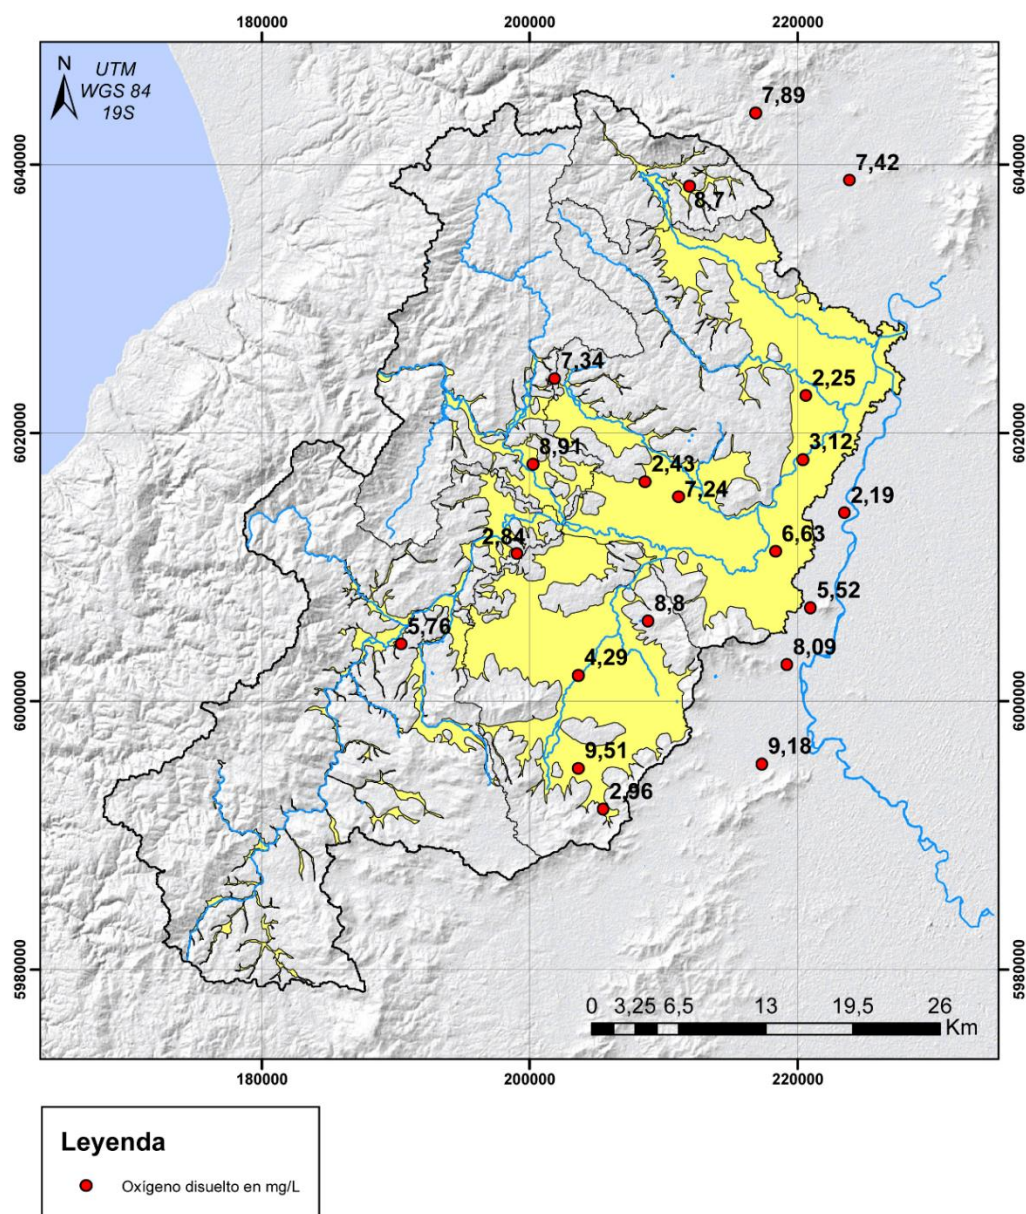 180000 200000 220000
N
UTM
WGS 84
19S
7,89
6040000
6040000
7,42
8,7
7,34
2,25
6020000
6020000
8,91
3,12
2,43
7,24
2,19
2,84
6,63
5,52
8,8
5,76
8,09
4,29
6000000
6000000
9,51
9,18
2,96
5980000
5980000
0 3,25 6,5 13 19,5 26
Km
180000 200000 220000
Leyenda
Oxígeno disuelto en mg/L